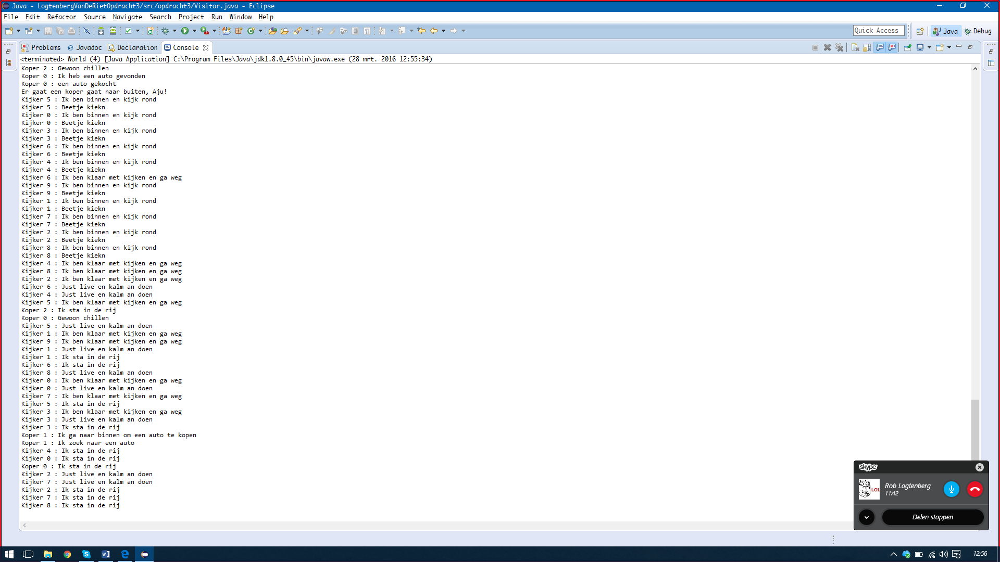 Java - LogtenbergVanDeRietOpdracht3/src/opdracht3/Visitor.java - Eclipse
File Edit Refactor Source Navigate Search Project Run Window Help
Quick Access Java Debug
Problems Javadoc Declaration Console
<terminated> World (4) [Java Application] C:\Program Files\Java\jdk1.8.0_45\bin\javaw.exe (28 mrt. 2016 12:55:34)
Koper 2 : Gewoon chillen
Koper 0 : Ik heb een auto gevonden
Koper 0 : een auto gekocht
Er gaat een koper gaat naar buiten, Aju!
Kijker 5 : Ik ben binnen en kijk rond
Kijker 5 : Beetje kiekn
Kijker 0 : Ik ben binnen en kijk rond
Kijker 0 : Beetje kiekn
Kijker 3 : Ik ben binnen en kijk rond
Kijker 3 : Beetje kiekn
Kijker 6 : Ik ben binnen en kijk rond
Kijker 6 : Beetje kiekn
Kijker 4 : Ik ben binnen en kijk rond
Kijker 4 : Beetje kiekn
Kijker 6 : Ik ben klaar met kijken en ga weg
Kijker 9 : Ik ben binnen en kijk rond
Kijker 9 : Beetje kiekn
Kijker 1 : Ik ben binnen en kijk rond
Kijker 1 : Beetje kiekn
Kijker 7 : Ik ben binnen en kijk rond
Kijker 7 : Beetje kiekn
Kijker 2 : Ik ben binnen en kijk rond
Kijker 2 : Beetje kiekn
Kijker 8 : Ik ben binnen en kijk rond
Kijker 8 : Beetje kiekn
Kijker 4 : Ik ben klaar met kijken en ga weg
Kijker 8 : Ik ben klaar met kijken en ga weg
Kijker 2 : Ik ben klaar met kijken en ga weg
Kijker 6 : Just live en kalm an doen
Kijker 4 : Just live en kalm an doen
Kijker 5 : Ik ben klaar met kijken en ga weg
Koper 2 : Ik sta in de rij
Koper 0 : Gewoon chillen
Kijker 5 : Just live en kalm an doen
Kijker 1 : Ik ben klaar met kijken en ga weg
Kijker 9 : Ik ben klaar met kijken en ga weg
Kijker 1 : Just live en kalm an doen
Kijker 1 : Ik sta in de rij
Kijker 6 : Ik sta in de rij
Kijker 8 : Just live en kalm an doen
Kijker 0 : Ik ben klaar met kijken en ga weg
Kijker 0 : Just live en kalm an doen
Kijker 7 : Ik ben klaar met kijken en ga weg
Kijker 5 : Ik sta in de rij
Kijker 3 : Ik ben klaar met kijken en ga weg
Kijker 3 : Just live en kalm an doen
Kijker 3 : Ik sta in de rij
Koper 1 : Ik ga naar binnen om een auto te kopen
Koper 1 : Ik zoek naar een auto
Kijker 4 : Ik sta in de rij
Kijker 0 : Ik sta in de rij
Koper 0 : Ik sta in de rij
Kijker 2 : Just live en kalm an doen
Kijker 7 : Just live en kalm an doen
Kijker 2 : Ik sta in de rij
Kijker 7 : Ik sta in de rij
Kijker 8 : Ik sta in de rij
skype
LOL
Rob Logtenberg
11:42
Delen stoppen
12:56